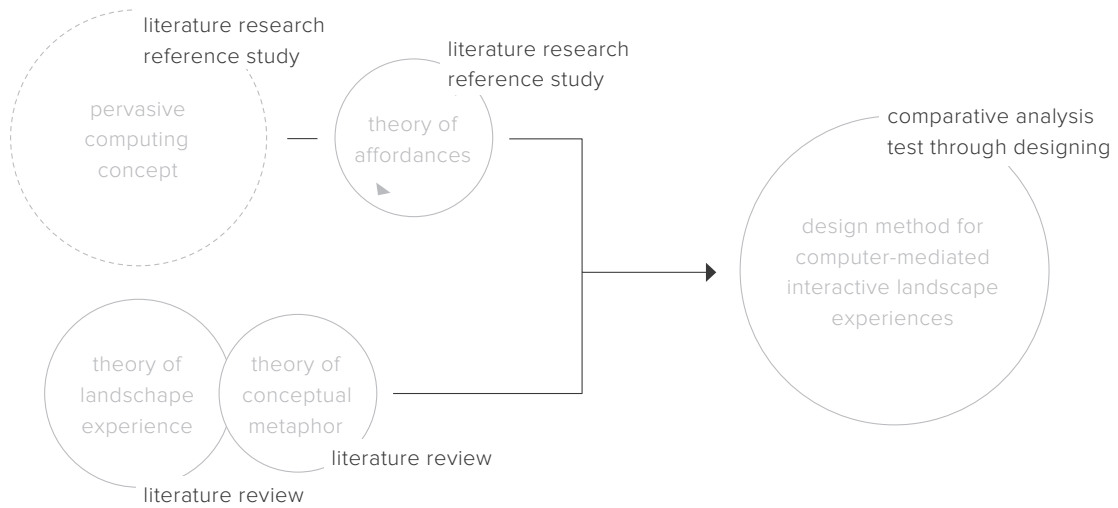 literature research
reference study
pervasive
computing
concept
literature research
reference study
theory of
affordances
comparative analysis
test through designing
design method for
computer-mediated
interactive landscape
experiences
theory of
landschape
experience
literature review
theory of
conceptual
metaphor
literature review